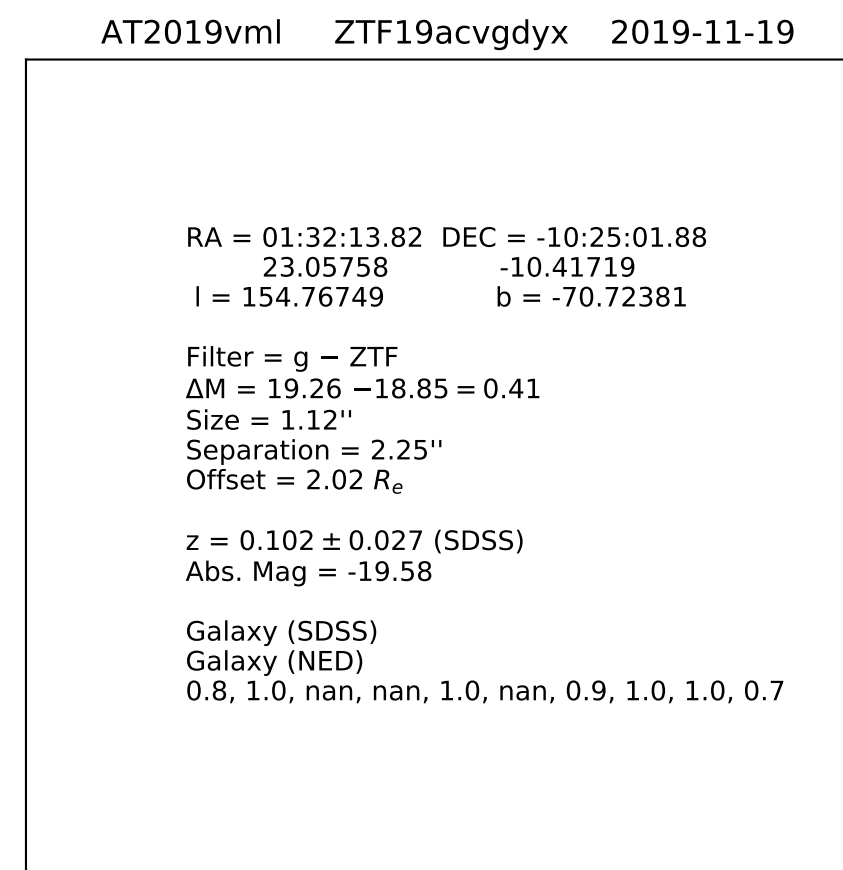 AT2019vml ZTF19acvgdyx 2019-11-19
RA = 01:32:13.82 DEC = -10:25:01.88
23.05758 -10.41719
l = 154.76749 b = -70.72381
Filter = g − ZTF
ΔM = 19.26 −18.85 = 0.41
Size = 1.12''
Separation = 2.25''
Offset = 2.02 Re
z = 0.102 ± 0.027 (SDSS)
Abs. Mag = -19.58
Galaxy (SDSS)
Galaxy (NED)
0.8, 1.0, nan, nan, 1.0, nan, 0.9, 1.0, 1.0, 0.7